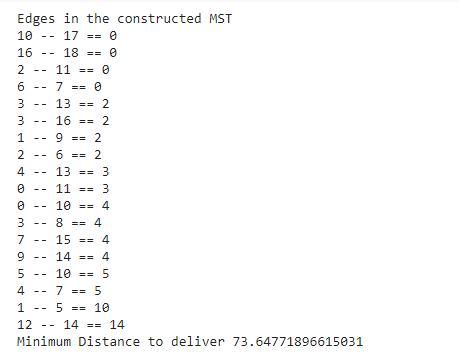 Edges in the constructed MST
10 -- 17 == 0
16 -- 18 == 0
2 -- 11 == 0
6 -- 7 == 0
3 -- 13 == 2
3 -- 16 == 2
1 -- 9 == 2
2 -- 6 == 2
4 -- 13 == 3
0 -- 11 == 3
0 -- 10 == 4
3 -- 8 == 4
7 -- 15 == 4
9 -- 14 == 4
5 -- 10 == 5
4 -- 7 == 5
1 -- 5 == 10
12 -- 14 == 14
Minimum Distance to deliver 73.64771896615031